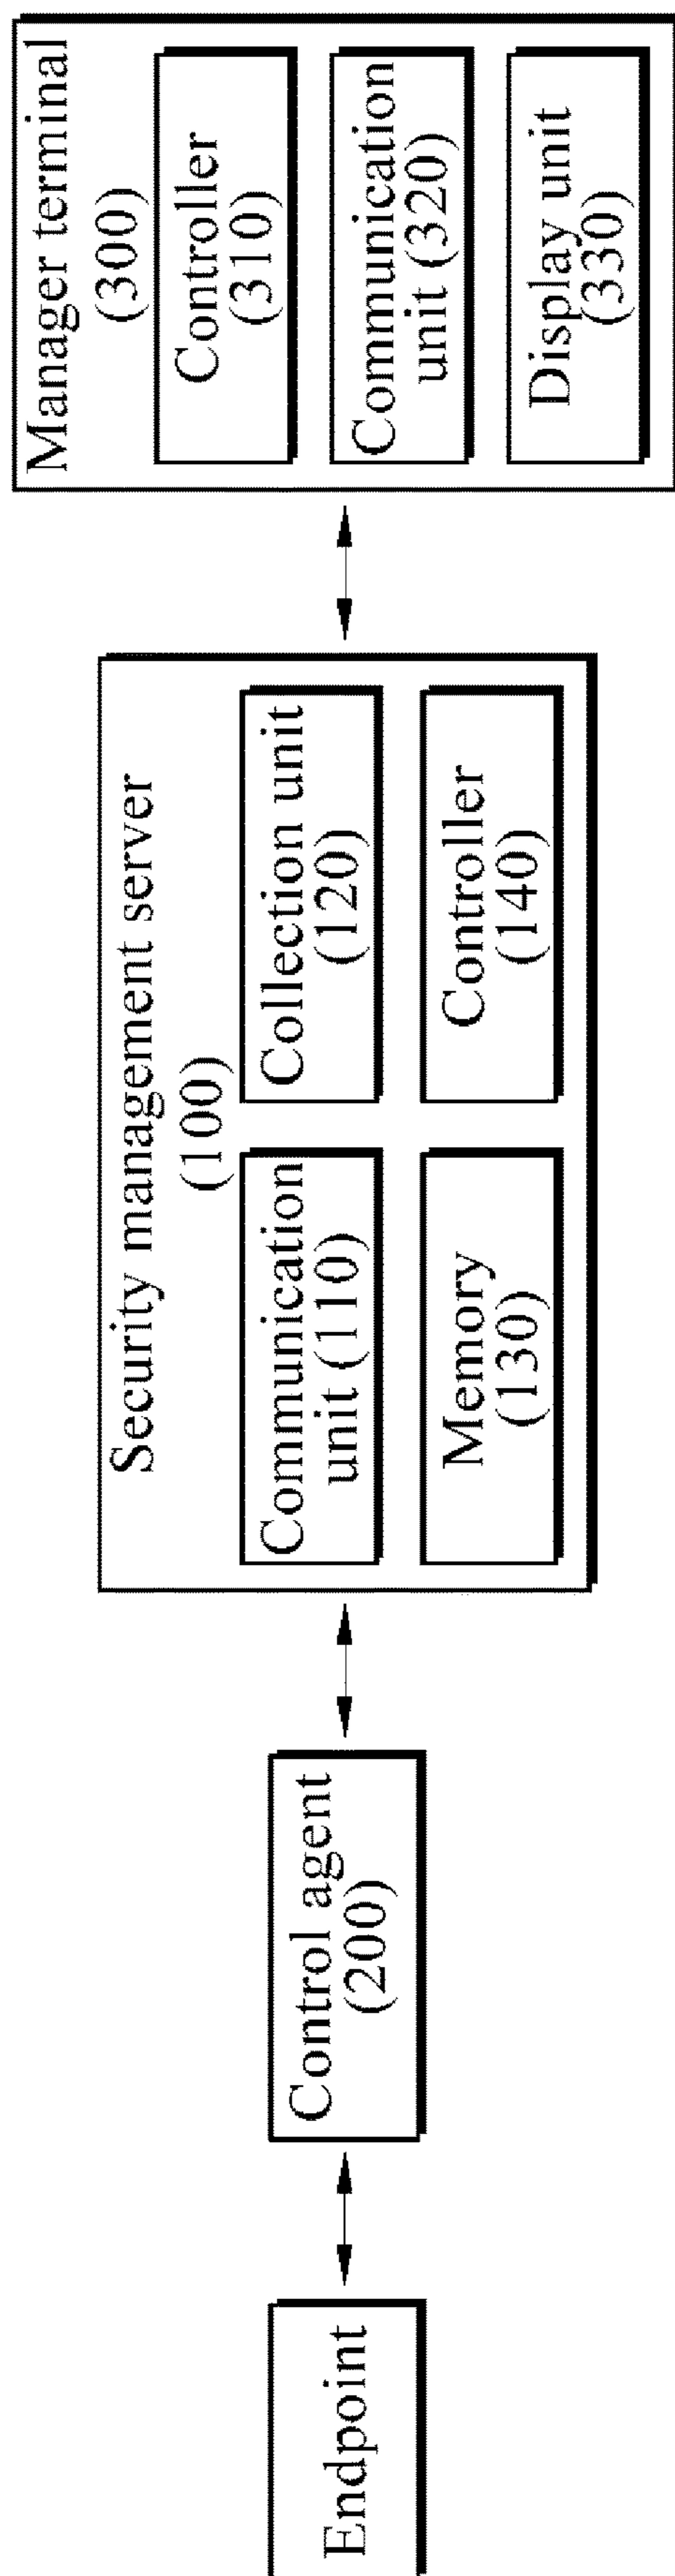 Endpoint
Control agent
(200)
Security management server
(100)
Communication
unit (110)
Collection unit
(120)
Memory
(130)
Controller
(140)
Manager terminal
(300)
Controller
(310)
Communication
unit (320)
Display unit
(330)